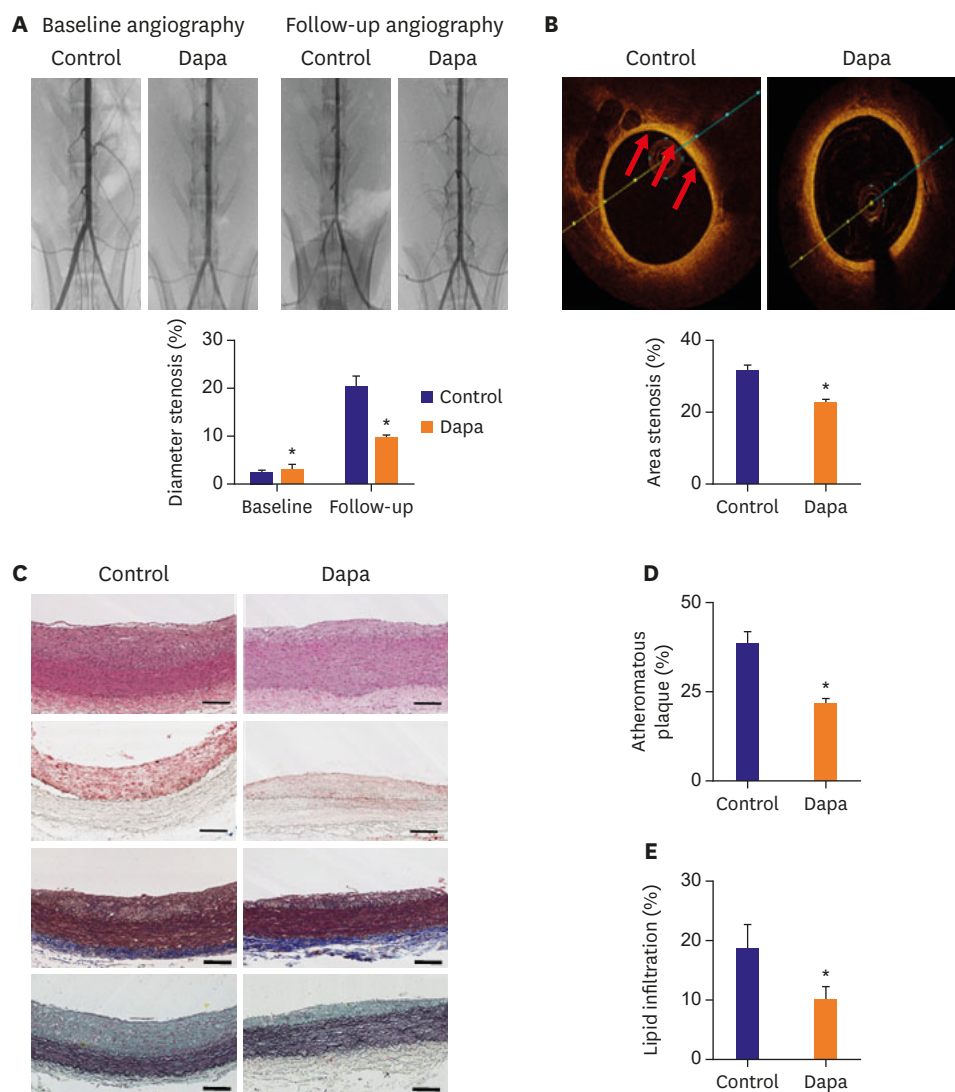 A Baseline angiography Follow-up angiography
Control Dapa Control Dapa
Diameter stenosis (%)
30
20
10
0
* *
Baseline Follow-up
Control
Dapa
B
Control Dapa
Area stenosis (%)
40
20
0
*
Control Dapa
C
Control Dapa
D
Atheromatous
plaque (%)
50
25
0
*
Control Dapa
E
Lipid infiltration (%)
30
20
10
0
*
Control Dapa